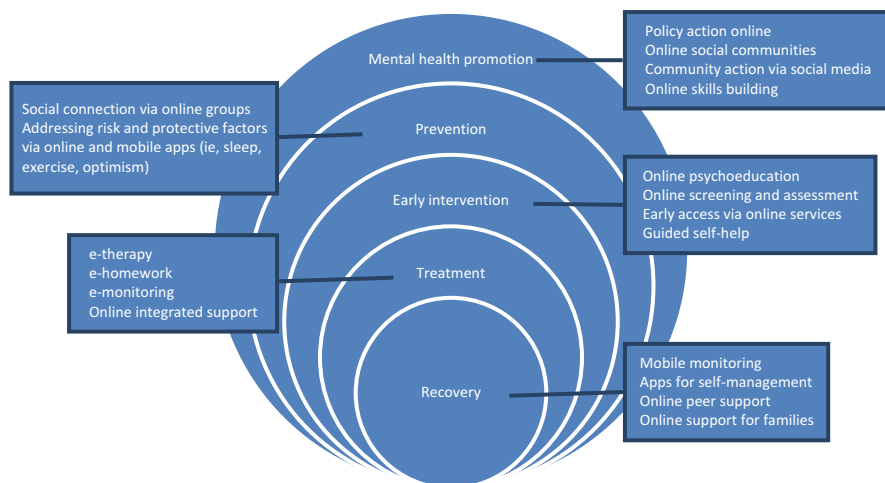 Mental health promotion
Policy action online
Online social communities
Community action via social media
Online skills building
Social connection via online groups
Addressing risk and protective factors
via online and mobile apps (ie, sleep,
exercise, optimism)
Prevention
Early intervention
Online psychoeducation
Online screening and assessment
Early access via online services
Guided self-help
e-therapy
e-homework
e-monitoring
Online integrated support
Treatment
Recovery
Mobile monitoring
Apps for self-management
Online peer support
Online support for families